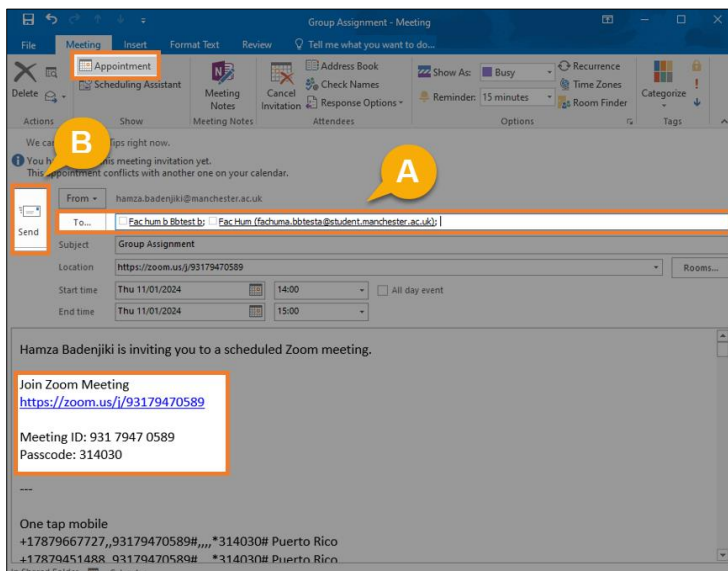 Group Assignment - Meeting
File Meeting Insert Format Text Review Tell me what you want to do...
Delete
Actions
Appointment
Scheduling Assistant
Show
Meeting Notes
Meeting Notes
Cancel Invitation
Address Book
Check Names
Response Options
Attendees
Show As: Busy
Reminder: 15 minutes
Recurrence
Time Zones
Room Finder
Options
Categorize
Tags
We ca Tips right now.
You h this meeting invitation yet.
This appointment conflicts with another one on your calendar.
B
A
Send
From hamza.badenjiki@manchester.ac.uk
To... Fac hum b Bbtest b; Fac Hum (fachuma.bbtesta@student.manchester.ac.uk);
Subject Group Assignment
Location https://zoom.us/j/93179470589 Rooms...
Start time Thu 11/01/2024 14:00 All day event
End time Thu 11/01/2024 15:00
Hamza Badenjiki is inviting you to a scheduled Zoom meeting.
Join Zoom Meeting
https://zoom.us/j/93179470589
Meeting ID: 931 7947 0589
Passcode: 314030
---
One tap mobile
+17879667727,,93179470589#,,,,*314030# Puerto Rico
+17879451488,,93179470589#,,,,*314030# Puerto Rico